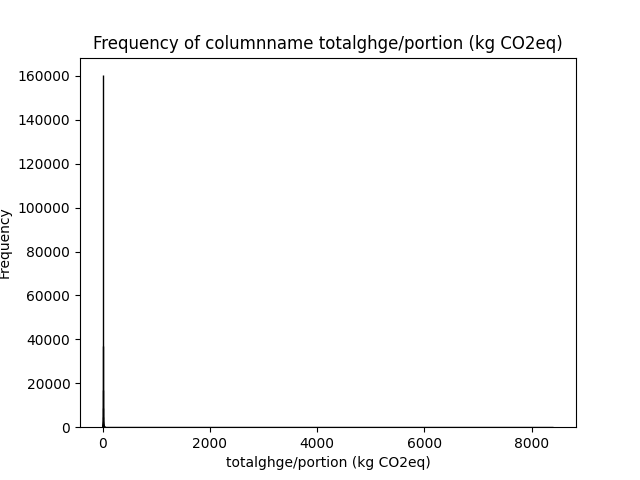 Frequency of columnname totalghge/portion (kg CO2eq)
160000
140000
120000
100000
80000
60000
40000
20000
0
Frequency
0 2000 4000 6000 8000
totalghge/portion (kg CO2eq)